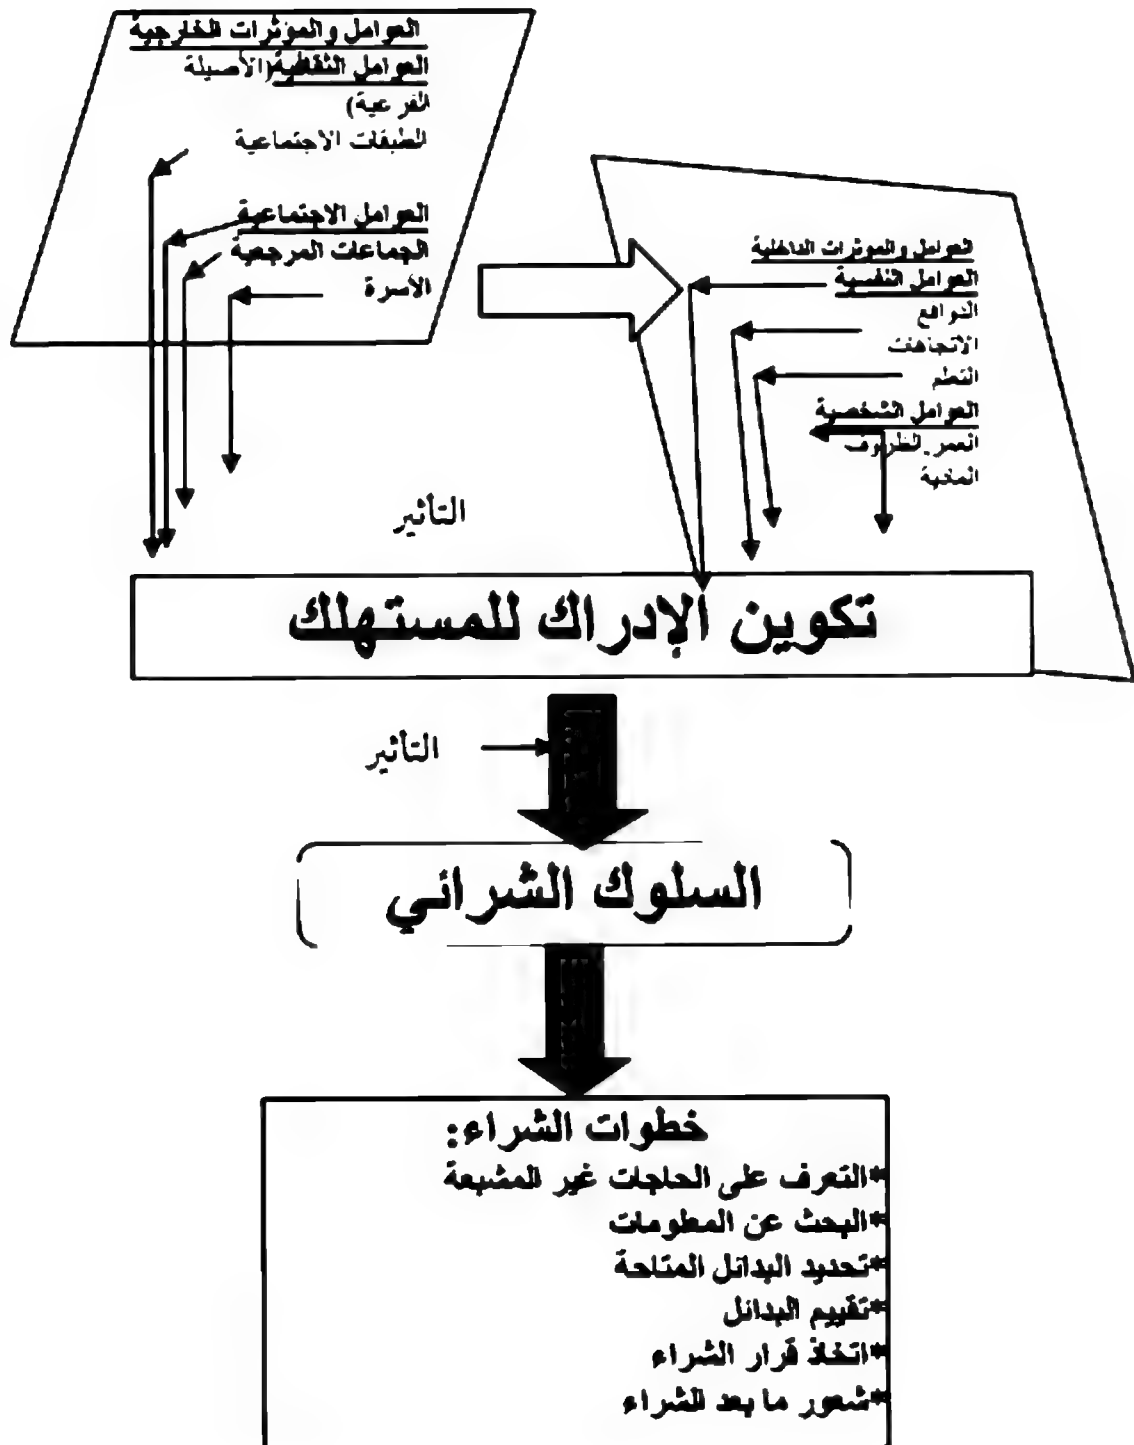 العوامل والمؤثرات الخارجية
العوامل الثقافية(الأصيلة
الفرعية)
الطبقات الاجتماعية
العوامل الاجتماعية
الجماعات المرجعية
الأسرة
العوامل والموثرات الداخلية
العوامل النفسية
الدوافع
الاتجاهات
التعلم
العوامل الشخصية
العمر.الظروف
المادية
التأثير
تكوين الإدراك للمستهلك
التأثير
السلوك الشرائي
خطوات الشراء:
*التعرف على الحاجات غير المشبعة
*البحث عن المعلومات
*تحديد البدائل المتاحة
*تقييم البدائل
*اتخاذ قرار الشراء
*شعور ما بعد الشراء